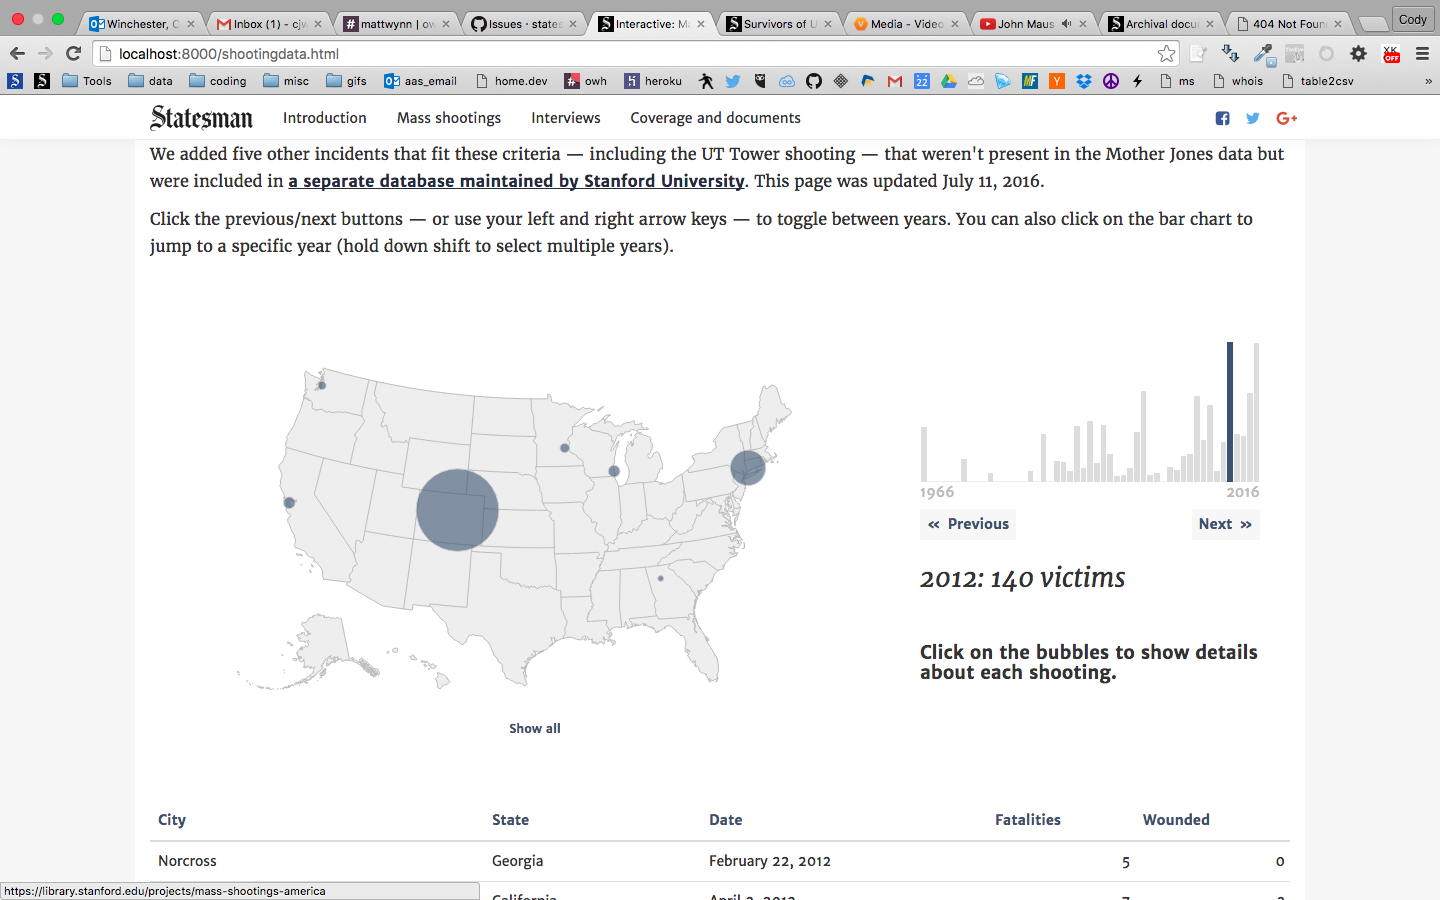 Winchester, C
Inbox (1) - cjw
mattwynn | ow
Issues · states
Interactive: Ma
Survivors of U
Media - Video
John Maus
Archival docu
404 Not Foun
Cody
localhost:8000/shootingdata.html
Tools
data
coding
misc
gifs
aas_email
home.dev
owh
heroku
ms
whois
table2csv
»
Statesman
Introduction
Mass shootings
Interviews
Coverage and documents
We added five other incidents that fit these criteria — including the UT Tower shooting — that weren't present in the Mother Jones data but
were included in a separate database maintained by Stanford University. This page was updated July 11, 2016.
Click the previous/next buttons — or use your left and right arrow keys — to toggle between years. You can also click on the bar chart to
jump to a specific year (hold down shift to select multiple years).
1966
2016
« Previous
Next »
2012: 140 victims
Click on the bubbles to show details
about each shooting.
Show all
City
State
Date
Fatalities
Wounded
Norcross
Georgia
February 22, 2012
5
0
California
April 2, 2012
7
3
https://library.stanford.edu/projects/mass-shootings-america